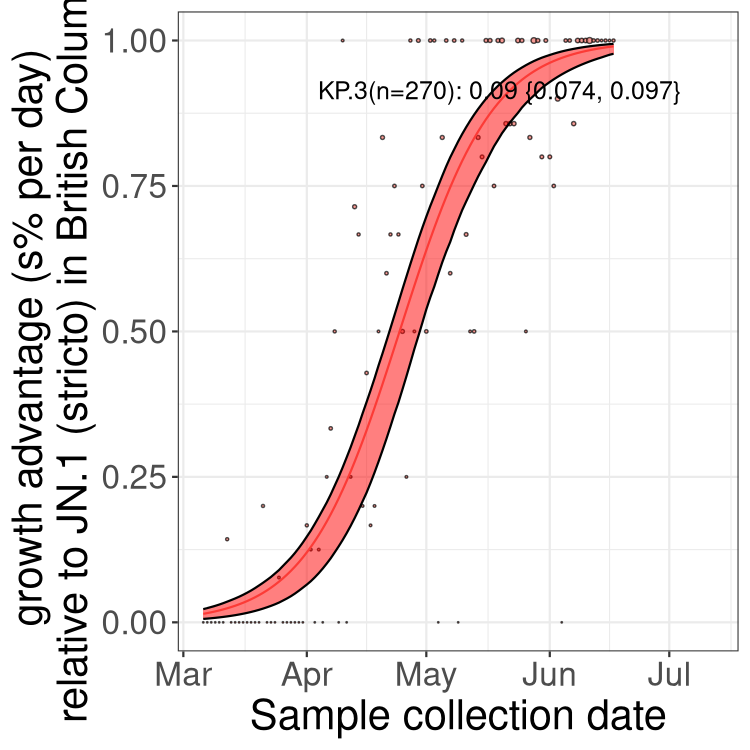 growth advantage (s% per day)
relative to JN.1 (stricto) in British Colum
1.00
0.75
0.50
0.25
0.00
KP.3(n=270): 0.09 {0.074, 0.097}
Mar Apr May Jun Jul
Sample collection date